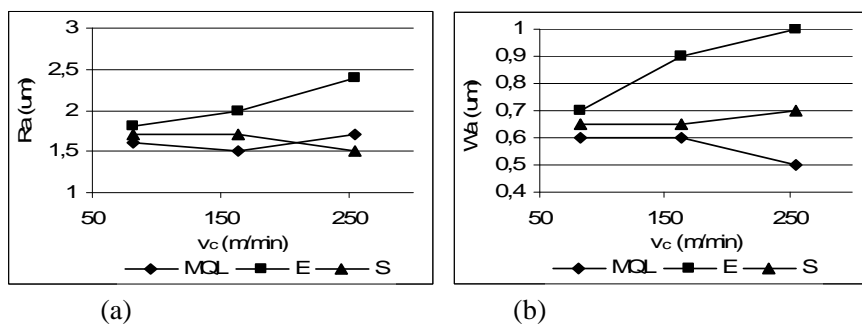 3
2,5
2
1,5
1
Ra (um)
50 150 250
vc (m/min)
MQL E S
(a)
1
0,9
0,8
0,7
0,6
0,5
0,4
Wa (um)
50 150 250
vc (m/min)
MQL E S
(b)